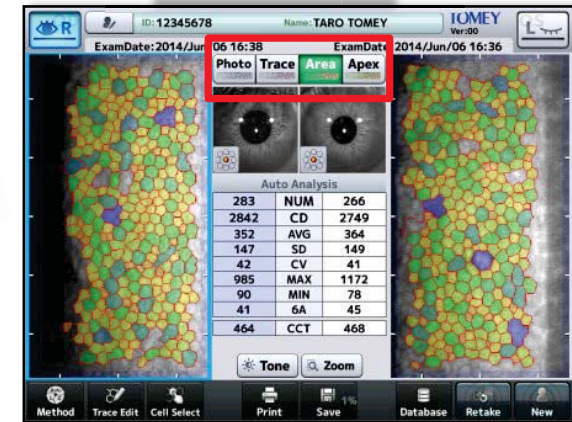 R ID: 12345678 Name: TARO TOMEY TOMEY Ver:00 L
ExamDate: 2014/Jun/06 16:38 ExamDate 2014/Jun/06 16:36
Photo Trace Area Apex
Auto Analysis
283 NUM 266
2842 CD 2749
352 AVG 364
147 SD 149
42 CV 41
985 MAX 1172
90 MIN 78
41 6A 45
464 CCT 468
Tone Zoom
Method Trace Edit Cell Select Print Save 1% Database Retake New